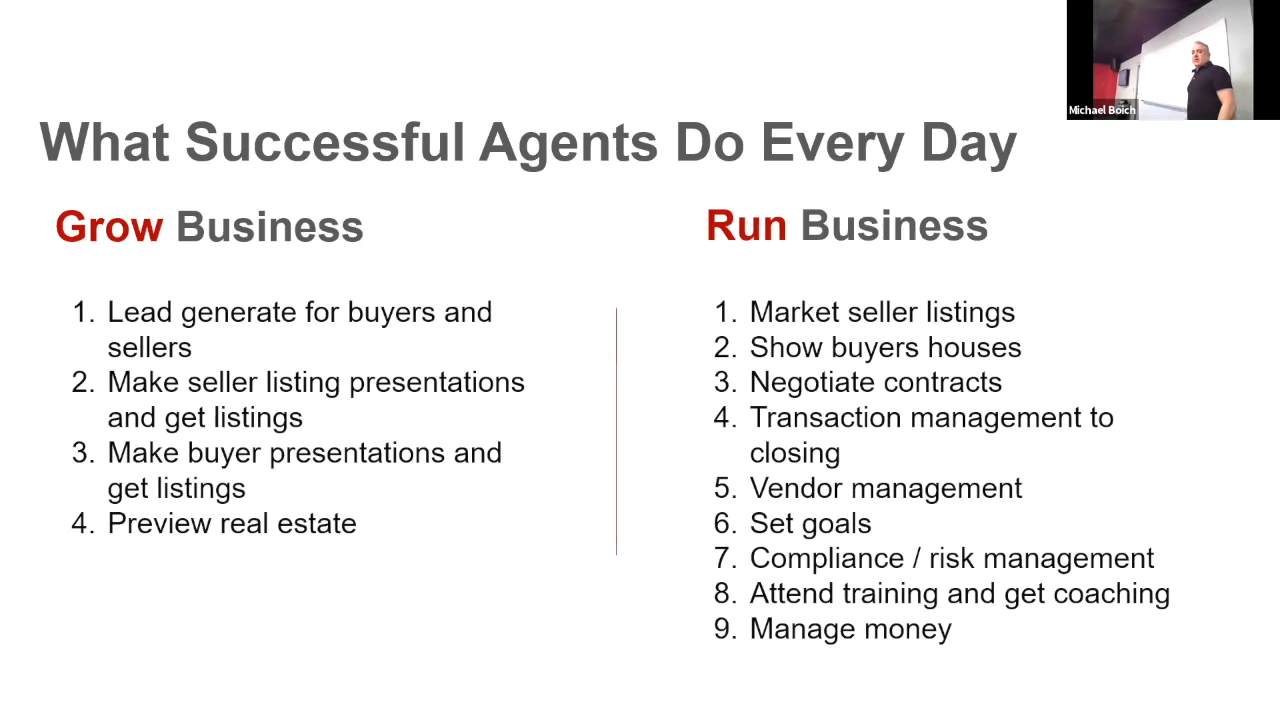 Michael Boich
What Successful Agents Do Every Day
Grow Business
1. Lead generate for buyers and
sellers
2. Make seller listing presentations
and get listings
3. Make buyer presentations and
get listings
4. Preview real estate
Run Business
1. Market seller listings
2. Show buyers houses
3. Negotiate contracts
4. Transaction management to
closing
5. Vendor management
6. Set goals
7. Compliance / risk management
8. Attend training and get coaching
9. Manage money